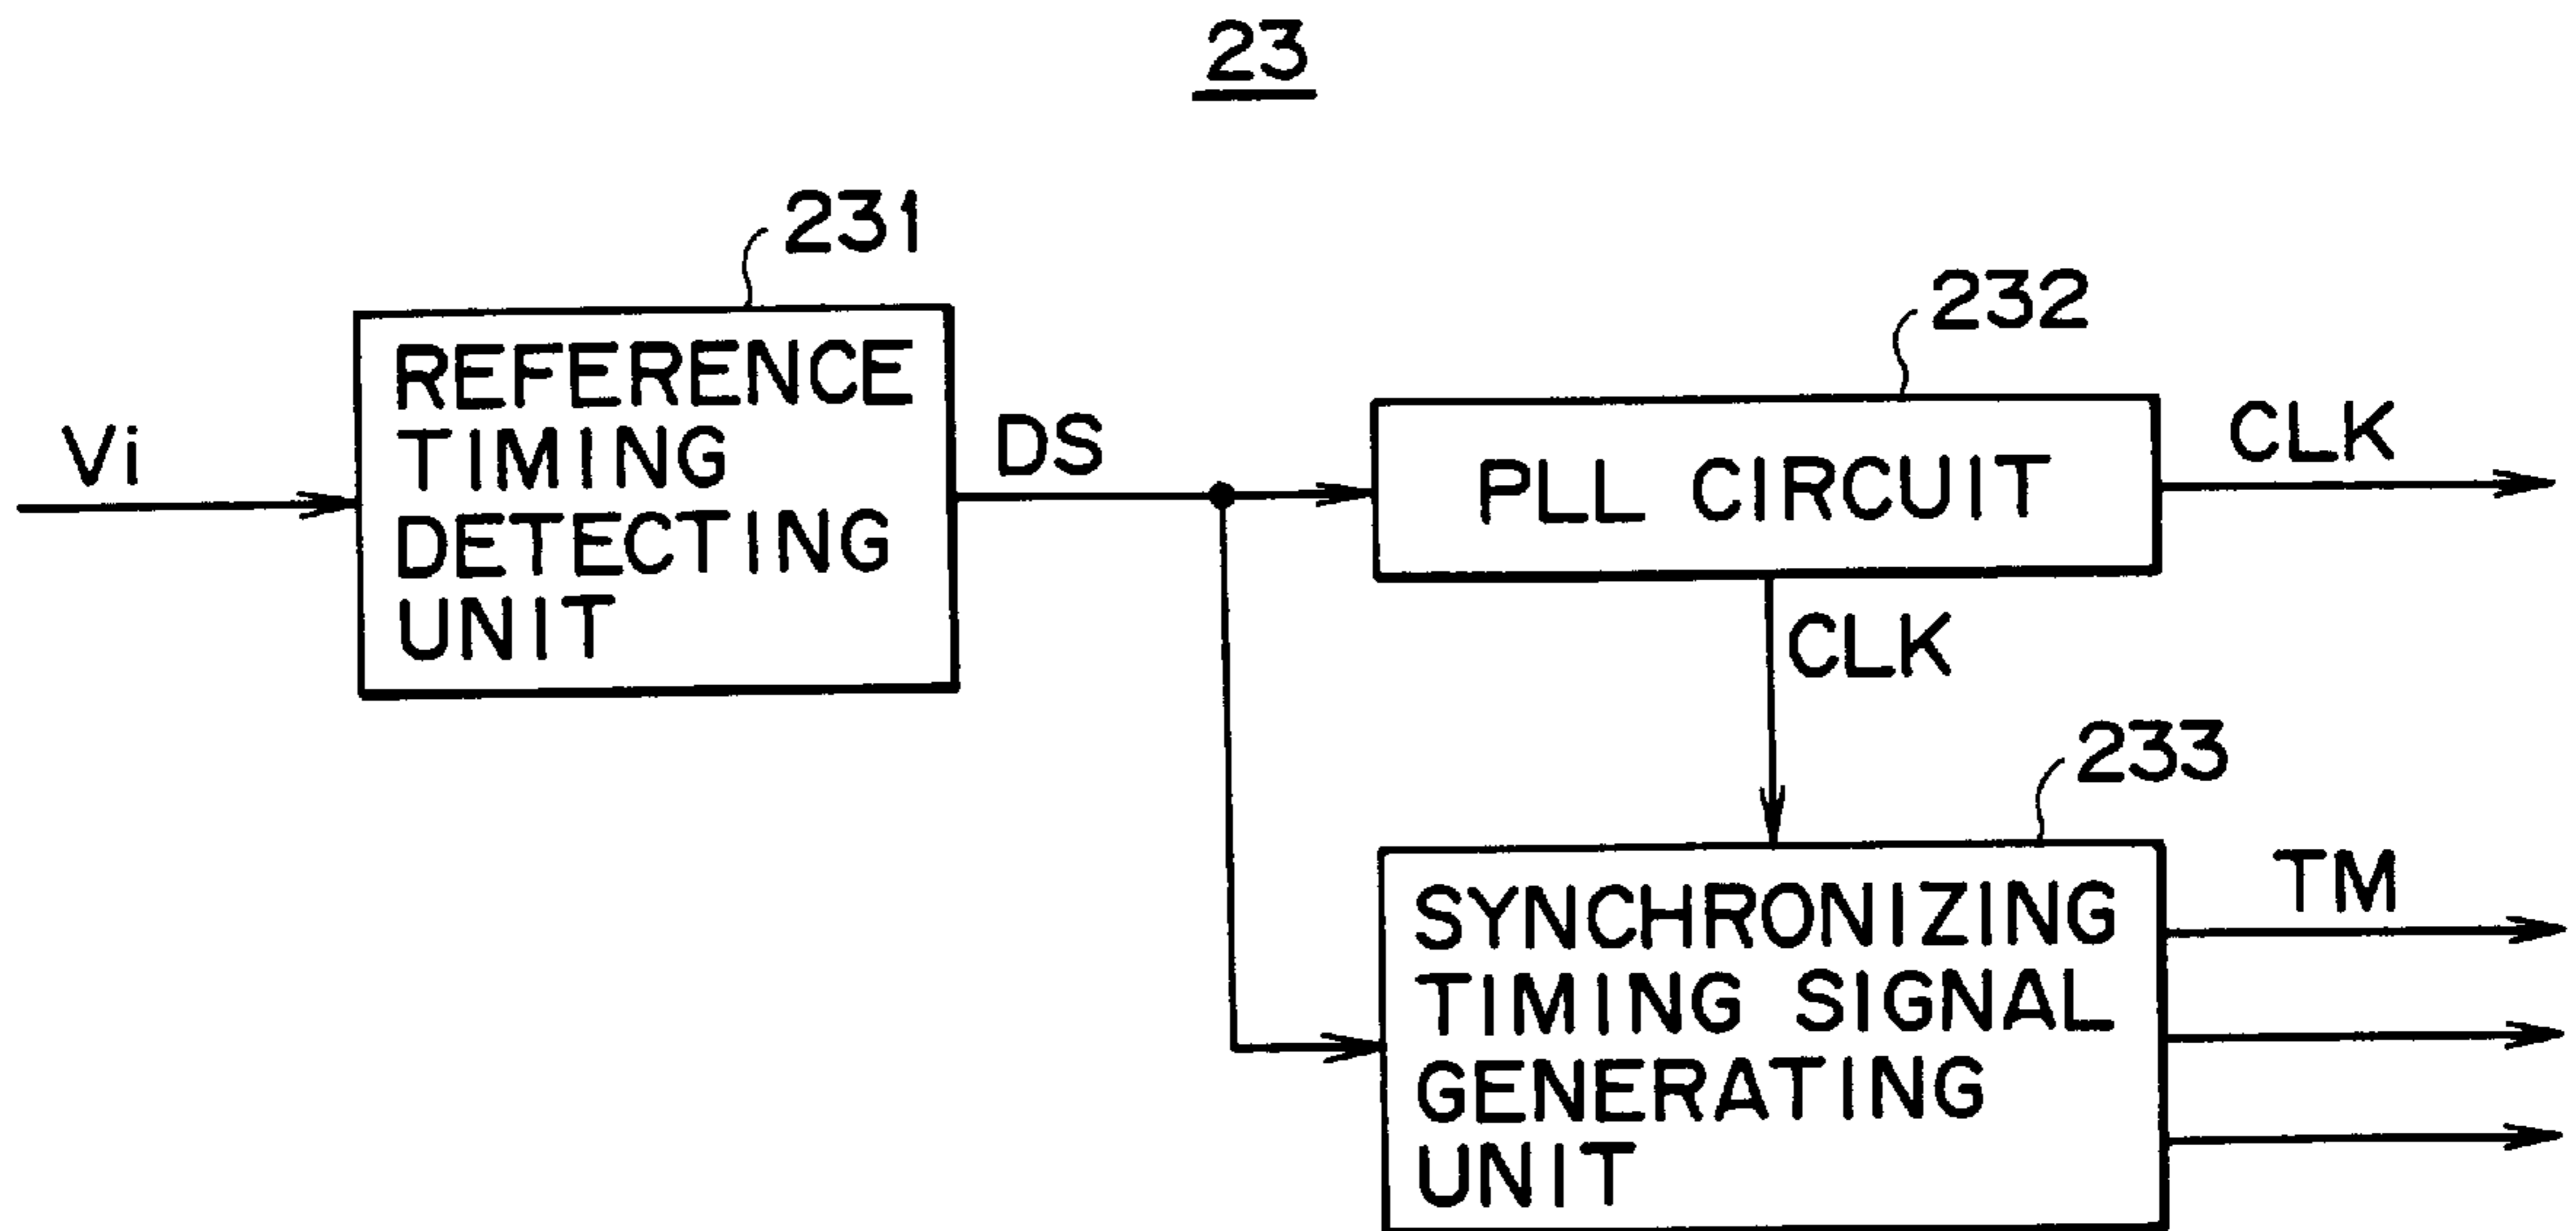 23
231
REFERENCE
TIMING
DETECTING
UNIT
Vi
DS
232
PLL CIRCUIT
CLK
CLK
233
SYNCHRONIZING
TIMING SIGNAL
GENERATING
UNIT
TM